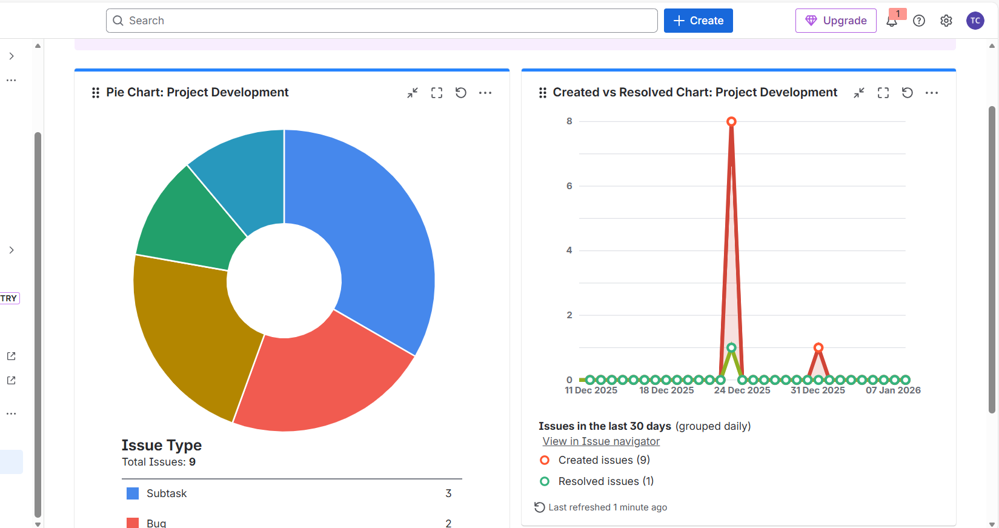 Search
Create
Upgrade
1
TC
TRY
Pie Chart: Project Development
Issue Type
Total Issues: 9
Subtask 3
Bug 2
Created vs Resolved Chart: Project Development
8
6
4
2
0
11 Dec 2025 18 Dec 2025 24 Dec 2025 31 Dec 2025 07 Jan 2026
Issues in the last 30 days (grouped daily)
View in Issue navigator
Created issues (9)
Resolved issues (1)
Last refreshed 1 minute ago